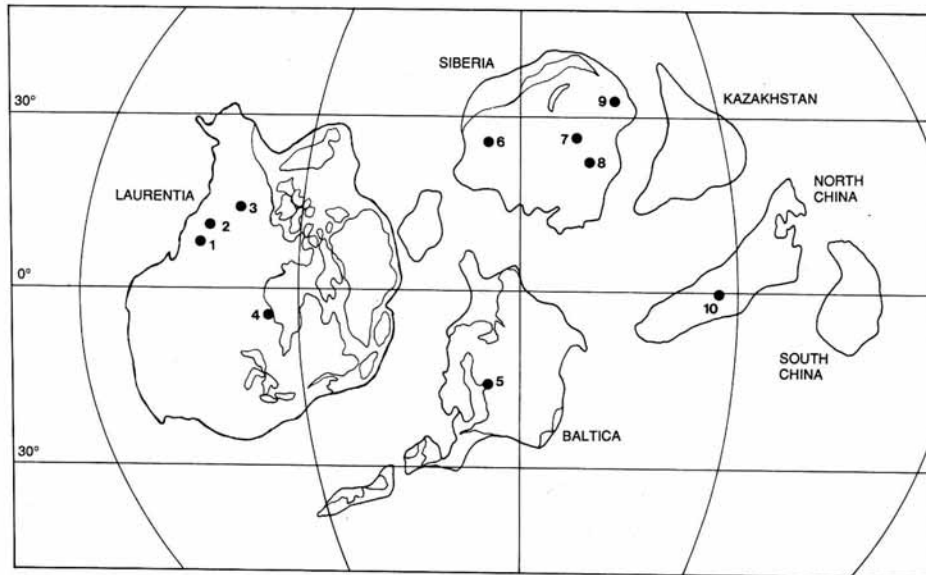 SIBERIA
KAZAKHSTAN
30°
9
7
6
8
NORTH
CHINA
LAURENTIA
3
2
1
0°
10
4
SOUTH
CHINA
5
BALTICA
30°